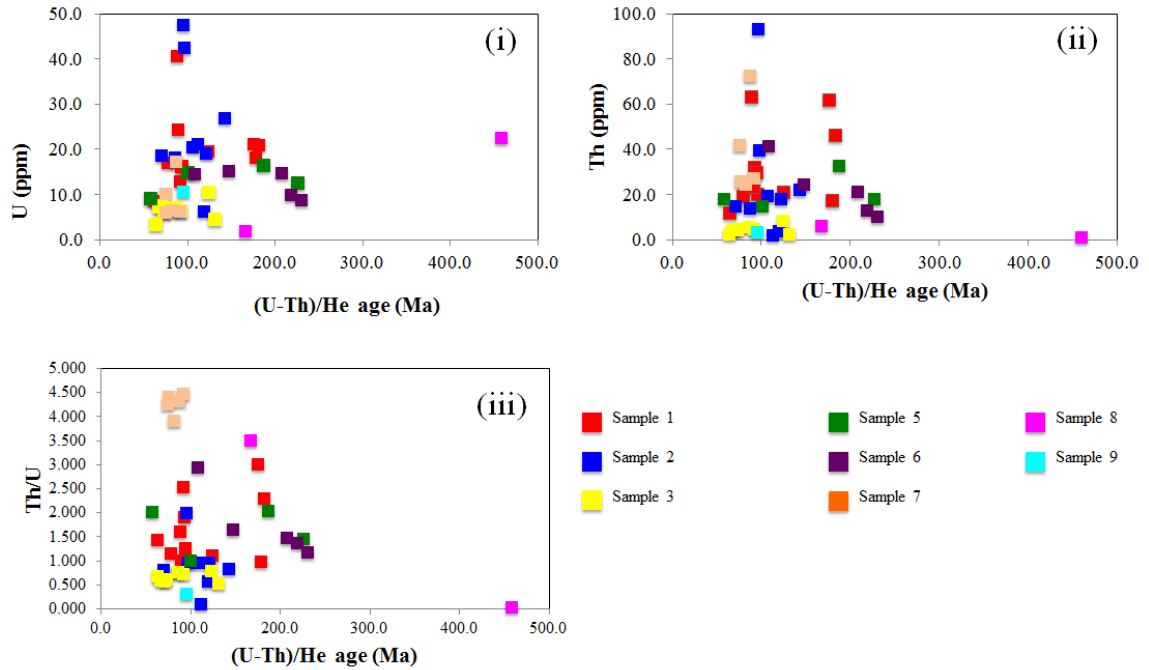 (i)
50.0
40.0
30.0
20.0
10.0
0.0
U (ppm)
0.0 100.0 200.0 300.0 400.0 500.0
(U-Th)/He age (Ma)
(ii)
100.0
80.0
60.0
40.0
20.0
0.0
Th (ppm)
0.0 100.0 200.0 300.0 400.0 500.0
(U-Th)/He age (Ma)
(iii)
5.000
4.500
4.000
3.500
3.000
2.500
2.000
1.500
1.000
0.500
0.000
Th/U
0.0 100.0 200.0 300.0 400.0 500.0
(U-Th)/He age (Ma)
Sample 1
Sample 2
Sample 3
Sample 5
Sample 6
Sample 7
Sample 8
Sample 9